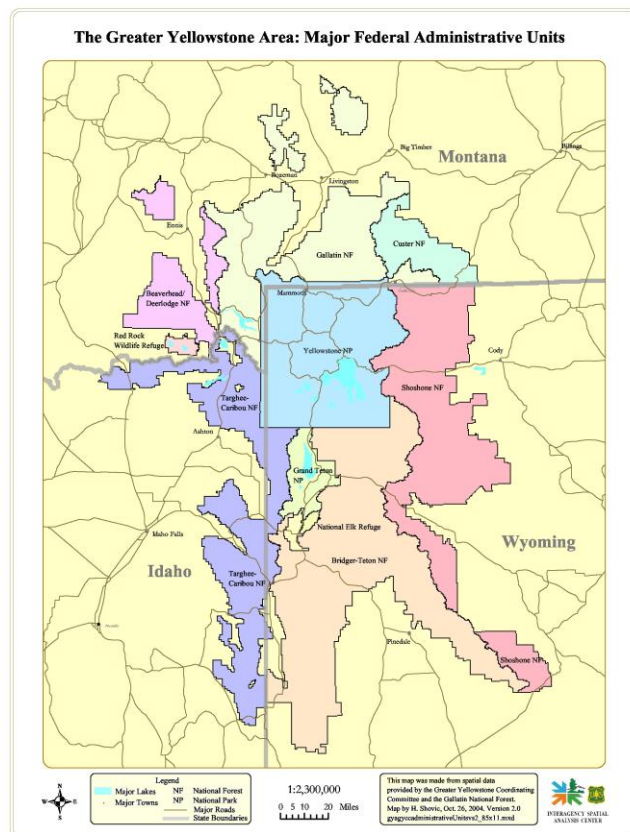 The Greater Yellowstone Area: Major Federal Administrative Units
Big Timber
Montana
Billings
Bozeman
Livingston
Ennis
Gallatin NF
Custer NF
Mammoth
Beaverhead/
Deerlodge NF
Red Rock
Wildlife Refuge
Yellowstone NP
Cody
Shoshone NF
Targhee-
Caribou NF
Ashton
Grand Teton
NP
National Elk Refuge
Idaho Falls
Wyoming
Bridger-Teton NF
Idaho
Targhee-
Caribou NF
Pinedale
Shoshone NF
N
W
E
S
Legend
Major Lakes NF National Forest
Major Towns NP National Park
Major Roads
State Boundaries
1:2,300,000
0 5 10 20 Miles
This map was made from spatial data
provided by the Greater Yellowstone Coordinating
Committee and the Gallatin National Forest.
Map by H. Shovic, Oct. 26, 2004. Version 2.0
INTERAGENCY SPATIAL
ANALYSIS CENTER